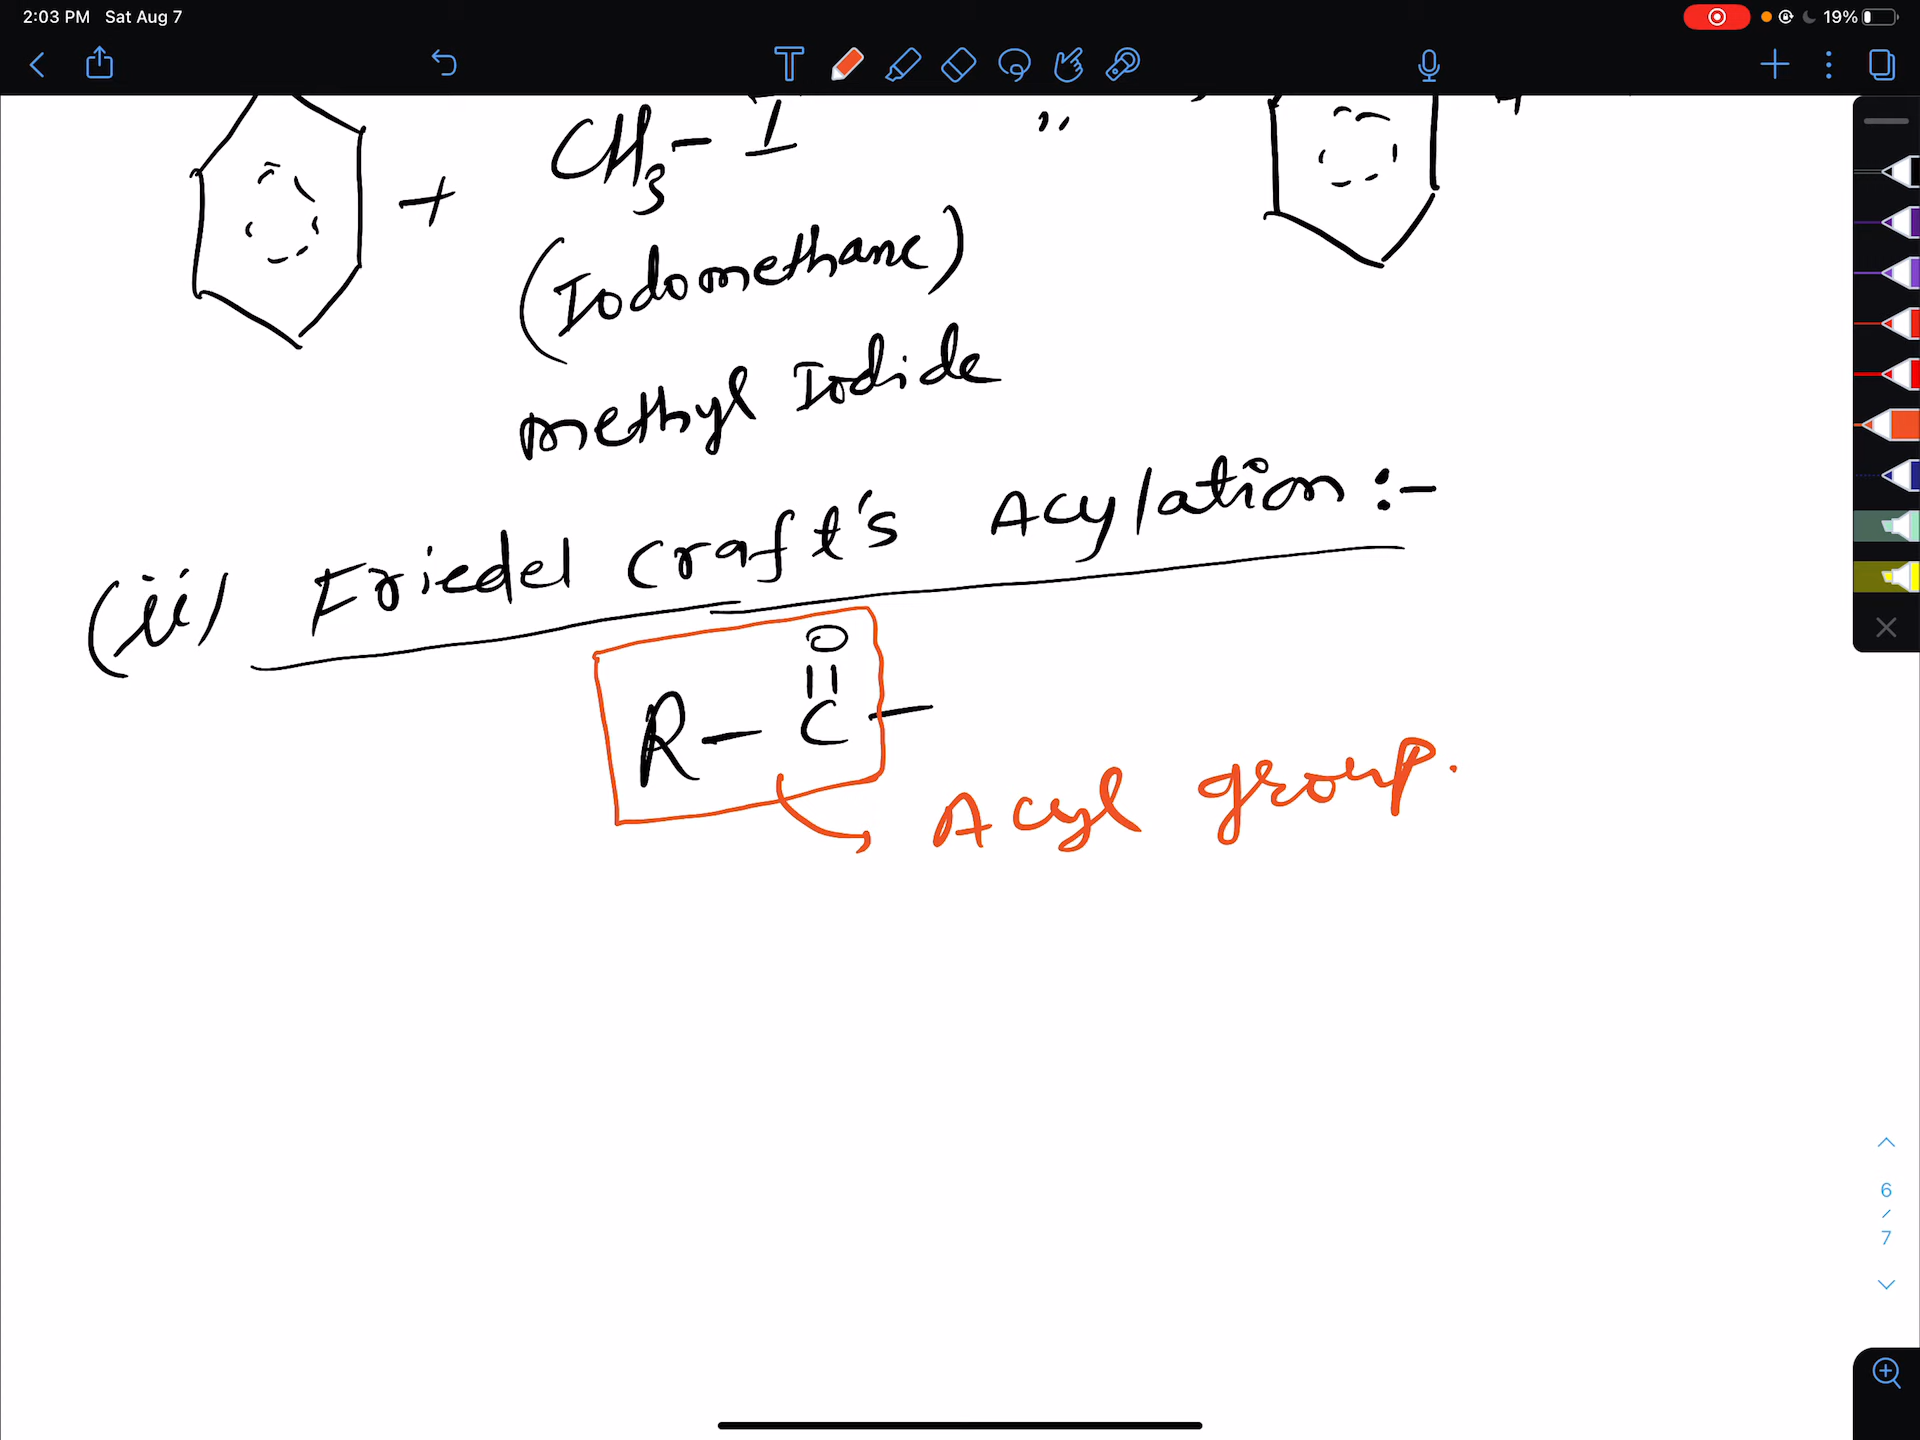 2:03 PM Sat Aug 7
19%
+ CH3 - I ,,
(Iodomethane)
methyl Iodide
(ii) Friedel craft's Acylation :-
O
R - C -
Acyl group.
6
/
7